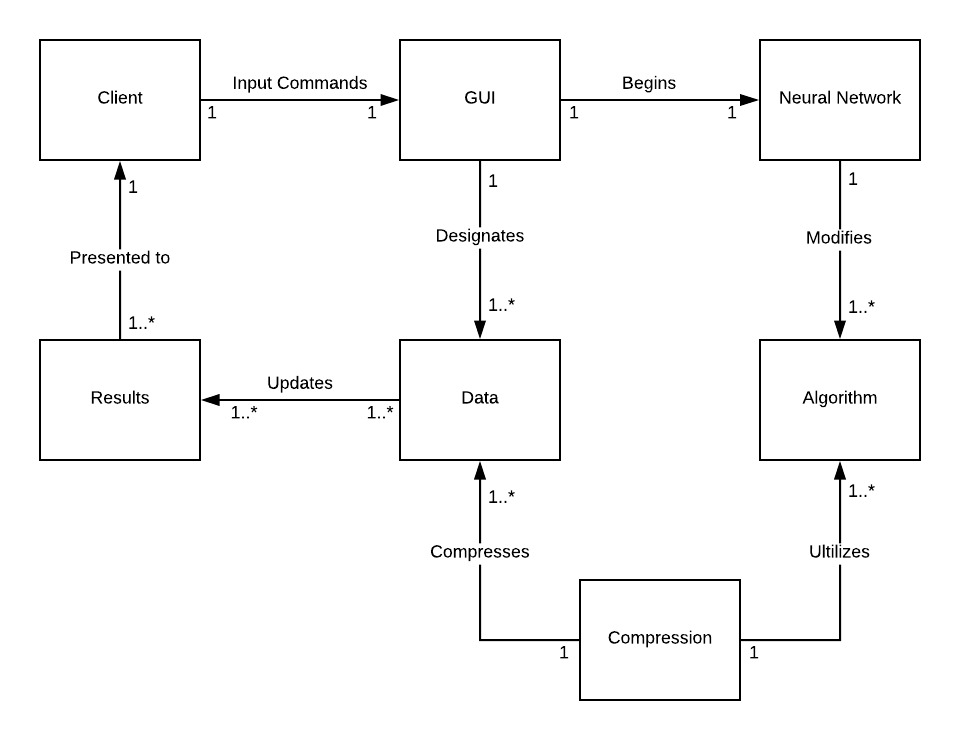 Input Commands
Begins
Client
GUI
Neural Network
1
1
1
1
1
1
1
Designates
Modifies
Presented to
1..*
1..*
1..*
Updates
Results
Data
Algorithm
1..*
1..*
1..*
1..*
Compresses
Ultilizes
Compression
1
1